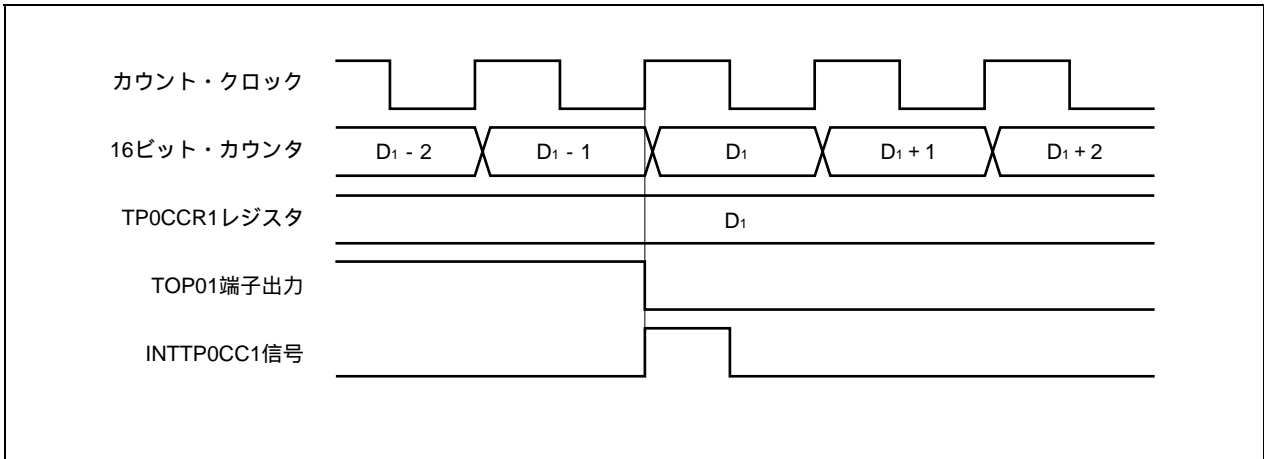 カウント・クロック
16ビット・カウンタ D₁ - 2 D₁ - 1 D₁ D₁ + 1 D₁ + 2
TP0CCR1レジスタ D₁
TOP01端子出力
INTTP0CC1信号